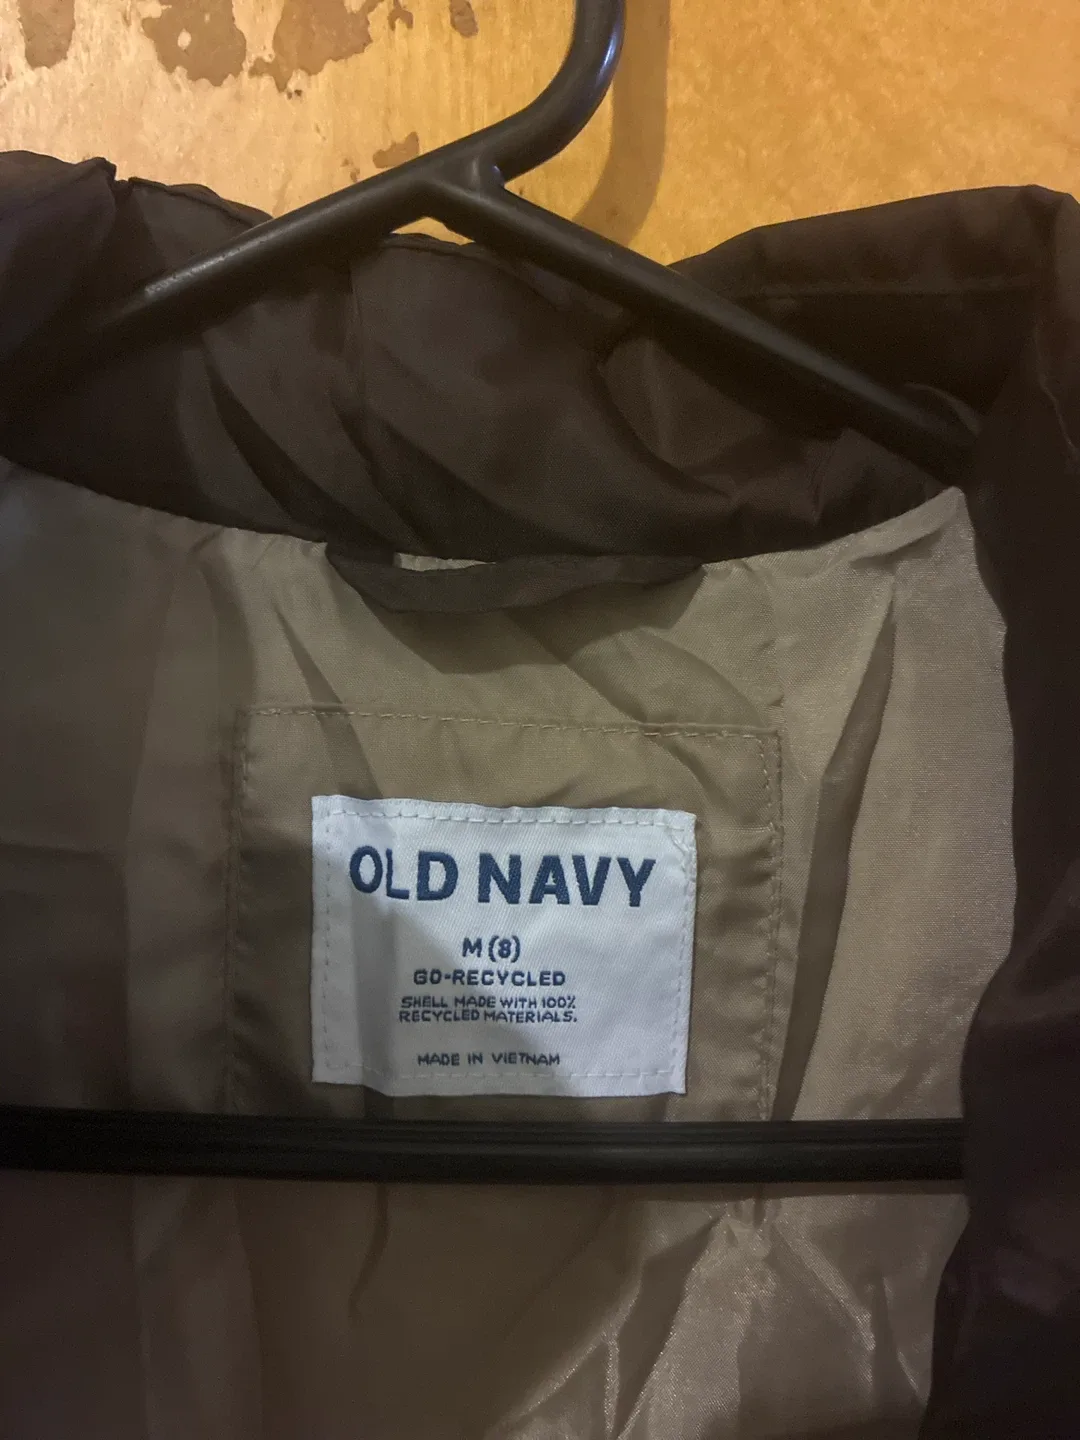 OLD NAVY
M (8)
GO-RECYCLED
SHELL MADE WITH 100%
RECYCLED MATERIALS.
MADE IN VIETNAM